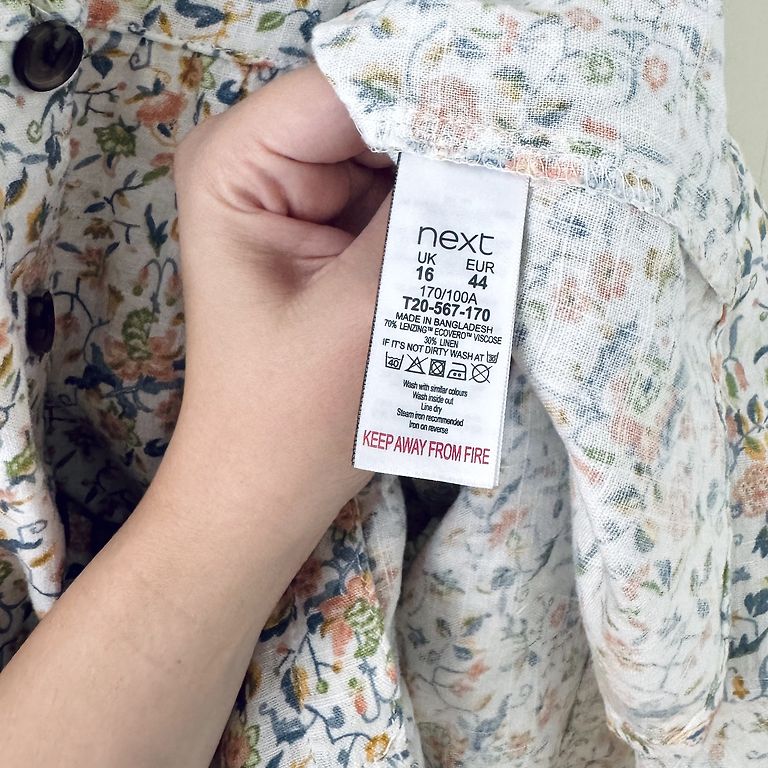 next
UK EUR
16 44
170/100A
T20-567-170
MADE IN BANGLADESH
70% LENZING™ ECOVERO™ VISCOSE
30% LINEN
IF IT'S NOT DIRTY WASH AT 30
40
Wash with similar colours
Wash inside out
Line dry
Steam iron recommended
Iron on reverse
KEEP AWAY FROM FIRE